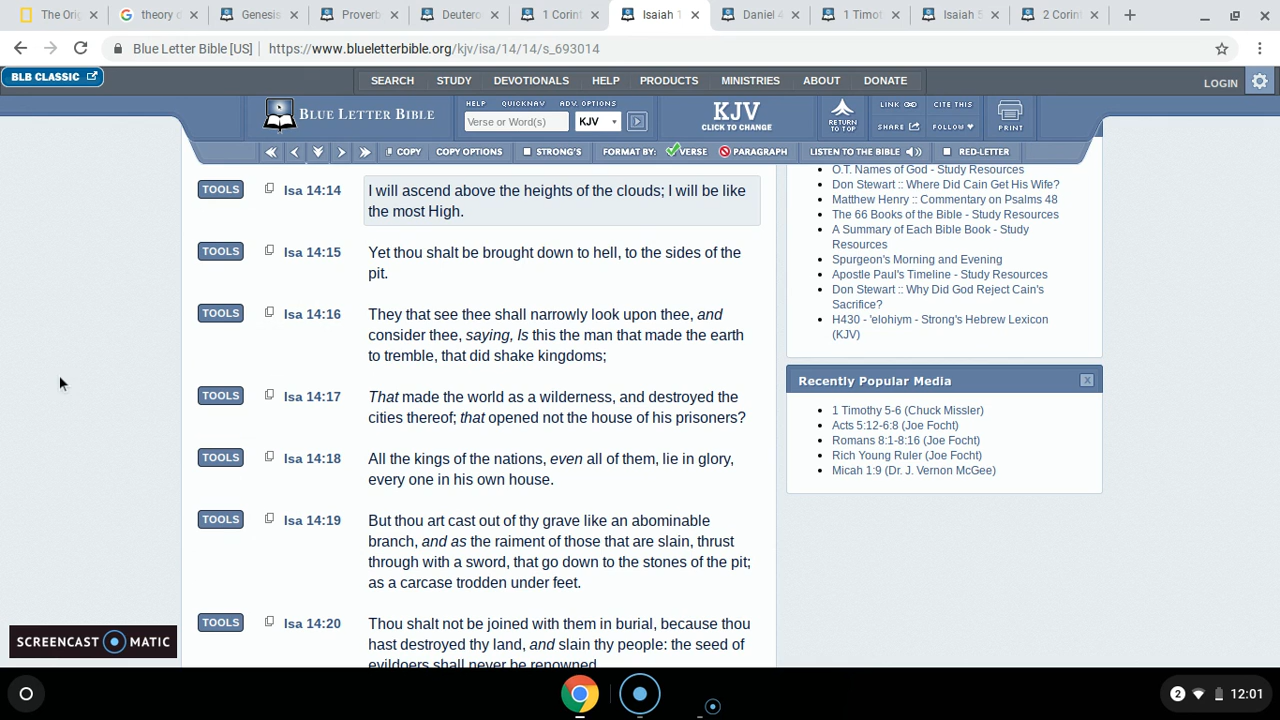 The Orig
theory d
Genesis
Proverb
Deutero
1 Corint
Isaiah 1
Daniel 4
1 Timot
Isaiah 5
2 Corin
Blue Letter Bible [US]
https://www.blueletterbible.org/kjv/isa/14/14/s_693014
BLB CLASSIC
SEARCH STUDY DEVOTIONALS HELP PRODUCTS MINISTRIES ABOUT DONATE
LOGIN
BLUE LETTER BIBLE
HELP QUICKNAV ADV. OPTIONS
Verse or Word(s)
KJV
KJV
CLICK TO CHANGE
RETURN
TO TOP
LINK
CITE THIS
SHARE
FOLLOW
PRINT
COPY COPY OPTIONS STRONG'S FORMAT BY: VERSE PARAGRAPH LISTEN TO THE BIBLE RED-LETTER
TOOLS Isa 14:14 I will ascend above the heights of the clouds; I will be like
the most High.
TOOLS Isa 14:15 Yet thou shalt be brought down to hell, to the sides of the
pit.
TOOLS Isa 14:16 They that see thee shall narrowly look upon thee, and
consider thee, saying, Is this the man that made the earth
to tremble, that did shake kingdoms;
TOOLS Isa 14:17 That made the world as a wilderness, and destroyed the
cities thereof; that opened not the house of his prisoners?
TOOLS Isa 14:18 All the kings of the nations, even all of them, lie in glory,
every one in his own house.
TOOLS Isa 14:19 But thou art cast out of thy grave like an abominable
branch, and as the raiment of those that are slain, thrust
through with a sword, that go down to the stones of the pit;
as a carcase trodden under feet.
TOOLS Isa 14:20 Thou shalt not be joined with them in burial, because thou
hast destroyed thy land, and slain thy people: the seed of
evildoers shall never be renowned.
O.T. Names of God - Study Resources
Don Stewart :: Where Did Cain Get His Wife?
Matthew Henry :: Commentary on Psalms 48
The 66 Books of the Bible - Study Resources
A Summary of Each Bible Book - Study
Resources
Spurgeon's Morning and Evening
Apostle Paul's Timeline - Study Resources
Don Stewart :: Why Did God Reject Cain's
Sacrifice?
H430 - 'elohiym - Strong's Hebrew Lexicon
(KJV)
Recently Popular Media
1 Timothy 5-6 (Chuck Missler)
Acts 5:12-6:8 (Joe Focht)
Romans 8:1-8:16 (Joe Focht)
Rich Young Ruler (Joe Focht)
Micah 1:9 (Dr. J. Vernon McGee)
SCREENCAST MATIC
2
12:01